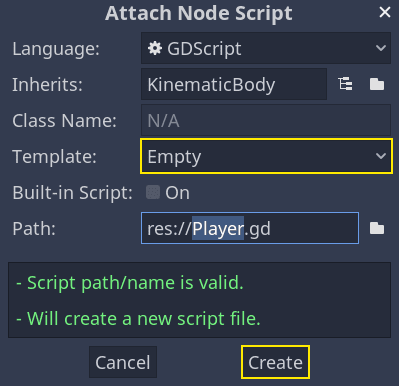 Attach Node Script
Language: GDScript
Inherits: KinematicBody
Class Name: N/A
Template: Empty
Built-in Script: On
Path: res://Player.gd
- Script path/name is valid.
- Will create a new script file.
Cancel Create